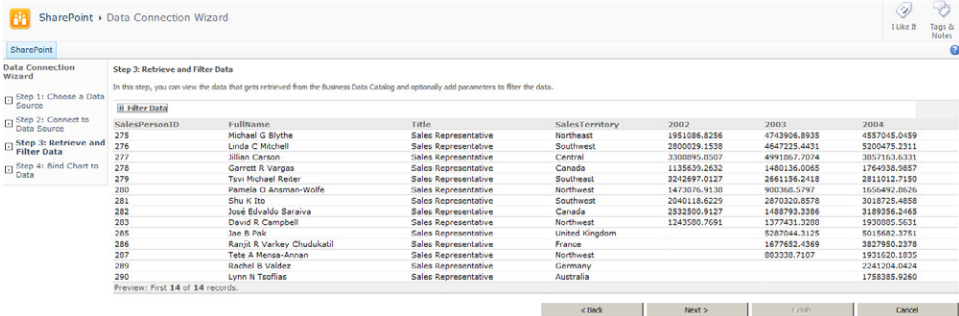 SharePoint ▸ Data Connection Wizard
I Like It
Tags & Notes
SharePoint
Data Connection Wizard
Step 1: Choose a Data Source
Step 2: Connect to Data Source
Step 3: Retrieve and Filter Data
Step 4: Bind Chart to Data
Step 3: Retrieve and Filter Data
In this step, you can view the data that gets retrieved from the Business Data Catalog and optionally add parameters to filter the data.
Filter Data
SalesPersonID FullName Title SalesTerritory 2002 2003 2004
275 Michael G Blythe Sales Representative Northeast 1951086.8256 4743906.8935 4557045.0459
276 Linda C Mitchell Sales Representative Southwest 2800029.1538 4647225.4431 5200475.2311
277 Jillian Carson Sales Representative Central 3308895.8507 4991867.7074 3857163.6331
278 Garrett R Vargas Sales Representative Canada 1135639.2632 1480136.0065 1764938.9857
279 Tsvi Michael Reiter Sales Representative Southeast 3242697.0127 2661156.2418 2811012.7150
280 Pamela O Ansman-Wolfe Sales Representative Northwest 1473076.9138 900368.5797 1656492.8626
281 Shu K Ito Sales Representative Southwest 2040118.6229 2870320.8578 3018725.4858
282 José Edvaldo Saraiva Sales Representative Canada 2532500.9127 1488793.3386 3189356.2465
283 David R Campbell Sales Representative Northwest 1243580.7691 1377431.3288 1930885.5631
285 Jae B Pak Sales Representative United Kingdom 5287044.3125 5015682.3751
286 Ranjit R Varkey Chudukatil Sales Representative France 1677652.4369 3827950.2378
287 Tete A Mensa-Annan Sales Representative Northwest 883338.7107 1931620.1835
289 Rachel B Valdez Sales Representative Germany 2241204.0424
290 Lynn N Tsoflias Sales Representative Australia 1758385.9260
Preview: First 14 of 14 records.
< Back Next > Finish Cancel